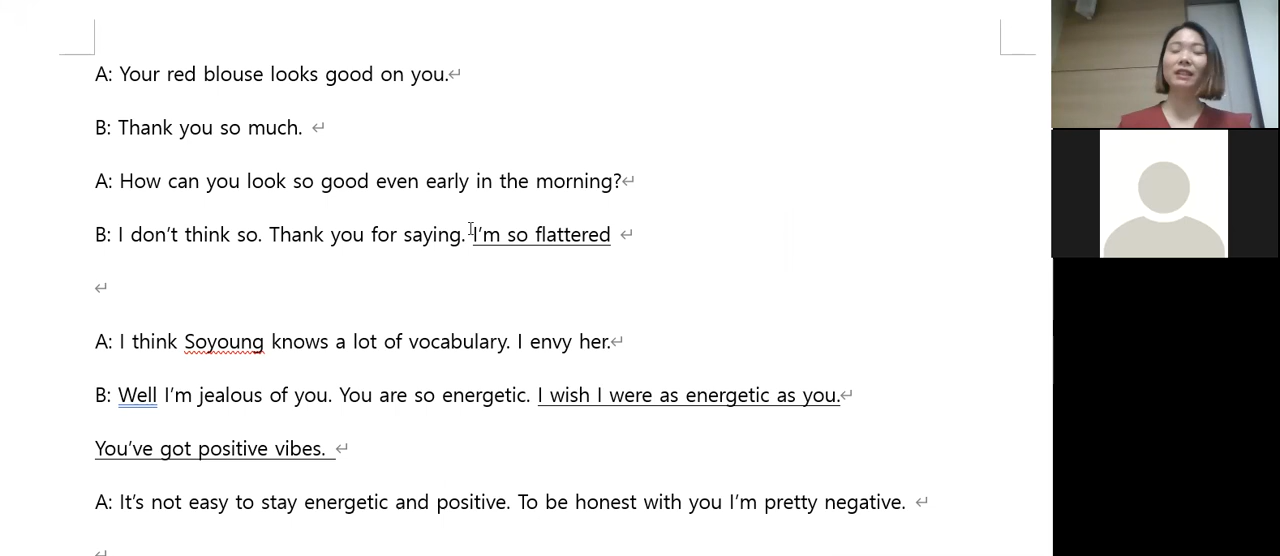 A: Your red blouse looks good on you.
B: Thank you so much.
A: How can you look so good even early in the morning?
B: I don't think so. Thank you for saying. I'm so flattered
A: I think Soyoung knows a lot of vocabulary. I envy her.
B: Well I'm jealous of you. You are so energetic. I wish I were as energetic as you.
You've got positive vibes.
A: It's not easy to stay energetic and positive. To be honest with you I'm pretty negative.